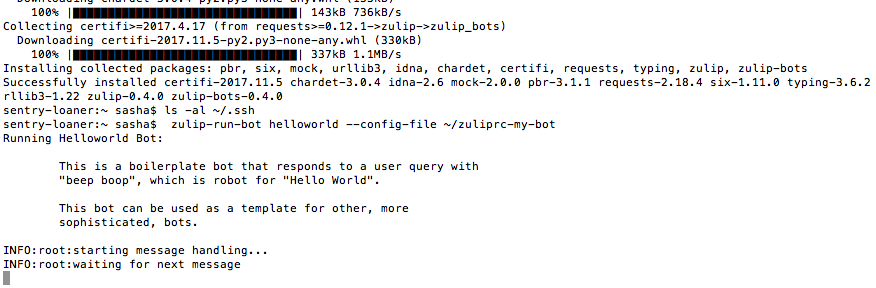 Downloading chardet-3.0.4-py2.py3-none-any.whl (133kB)
100% |████████████████████████████████| 143kB 736kB/s
Collecting certifi>=2017.4.17 (from requests>=0.12.1->zulip->zulip_bots)
Downloading certifi-2017.11.5-py2.py3-none-any.whl (330kB)
100% |████████████████████████████████| 337kB 1.1MB/s
Installing collected packages: pbr, six, mock, urllib3, idna, chardet, certifi, requests, typing, zulip, zulip-bots
Successfully installed certifi-2017.11.5 chardet-3.0.4 idna-2.6 mock-2.0.0 pbr-3.1.1 requests-2.18.4 six-1.11.0 typing-3.6.2
rllib3-1.22 zulip-0.4.0 zulip-bots-0.4.0
sentry-loaner:~ sasha$ ls -al ~/.ssh
sentry-loaner:~ sasha$  zulip-run-bot helloworld --config-file ~/zuliprc-my-bot
Running Helloworld Bot:
This is a boilerplate bot that responds to a user query with
"beep boop", which is robot for "Hello World".
This bot can be used as a template for other, more
sophisticated, bots.
INFO:root:starting message handling...
INFO:root:waiting for next message